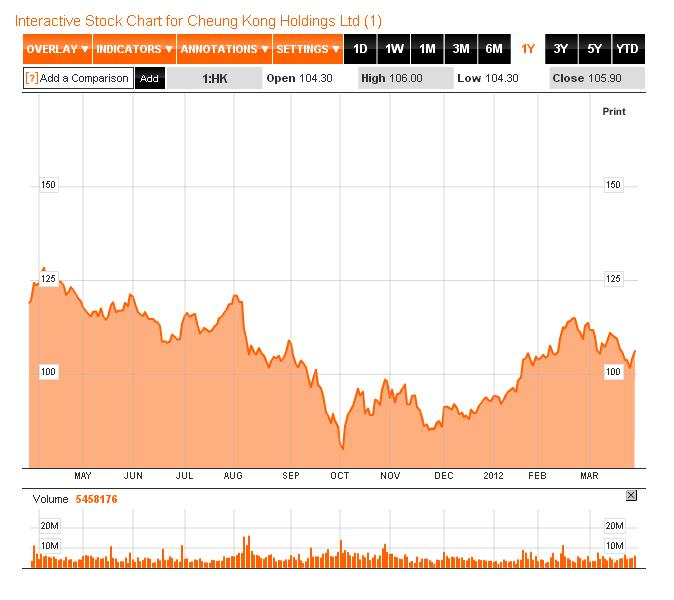 Interactive Stock Chart for Cheung Kong Holdings Ltd (1)
OVERLAY ▼ INDICATORS ▼ ANNOTATIONS ▼ SETTINGS ▼ 1D 1W 1M 3M 6M 1Y 3Y 5Y YTD
[?] Add a Comparison Add 1:HK Open 104.30 High 106.00 Low 104.30 Close 105.90
Print
150 150
125 125
100 100
MAY JUN JUL AUG SEP OCT NOV DEC 2012 FEB MAR
Volume 5458176
20M 20M
10M 10M